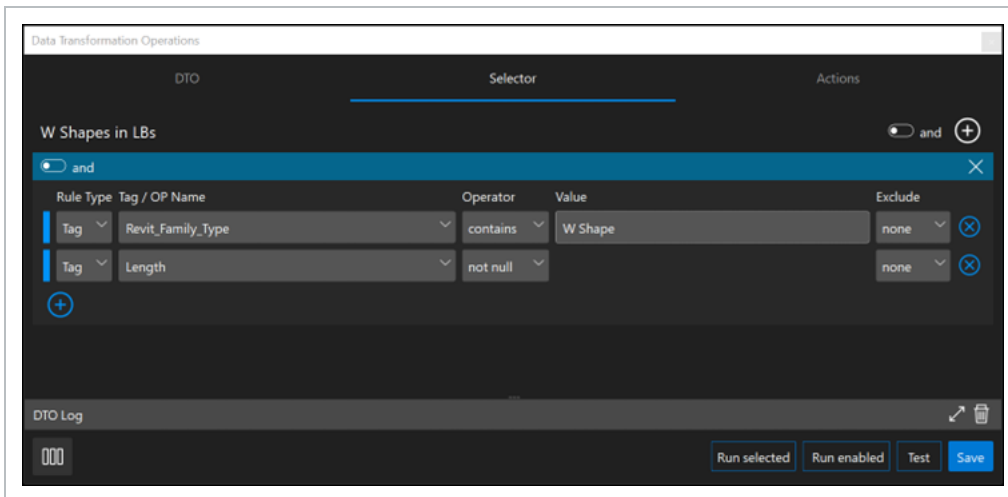 Data Transformation Operations
DTO Selector Actions
W Shapes in LBs and
and
Rule Type Tag / OP Name Operator Value Exclude
Tag Revit_Family_Type contains W Shape none
Tag Length not null none
DTO Log
Run selected Run enabled Test Save